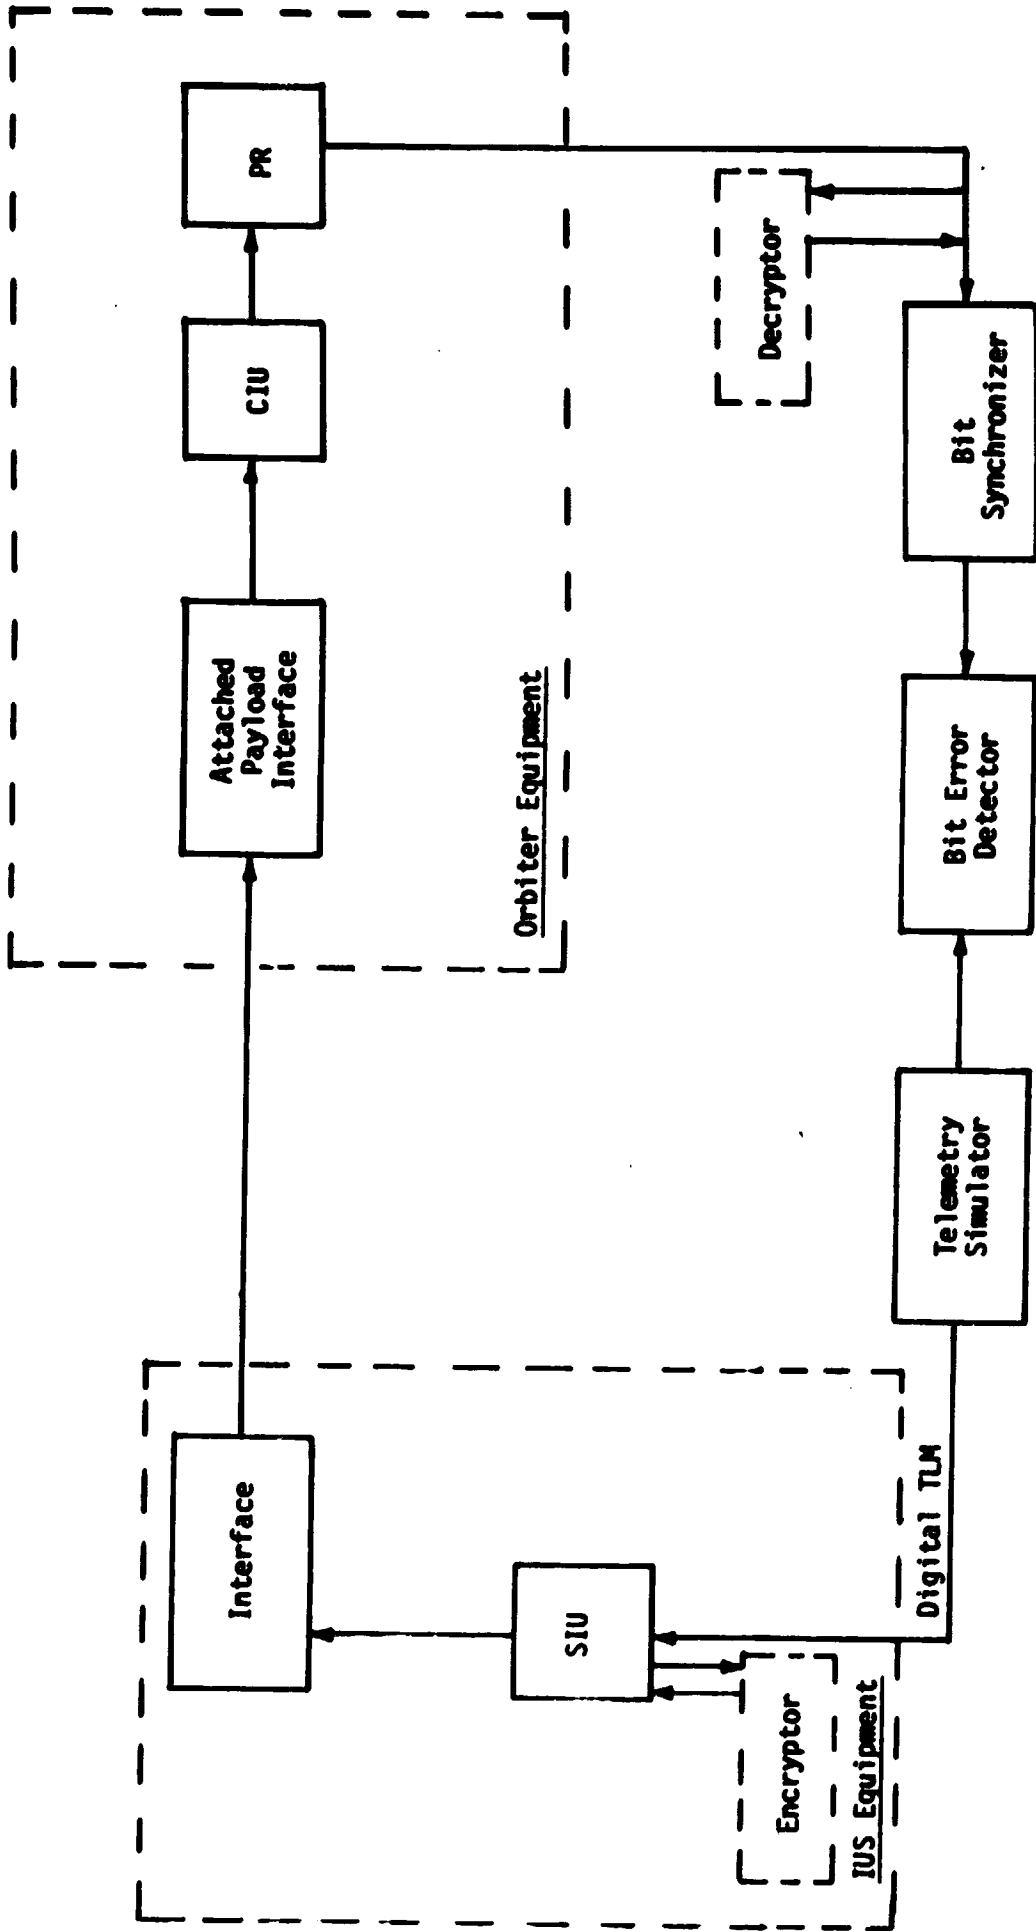 Interface
SIU
Encryptor
IUS Equipment
Digital TLM
Attached
Payload
Interface
CIU
PR
Orbiter Equipment
Telemetry
Simulator
Bit Error
Detector
Bit
Synchronizer
Decryptor